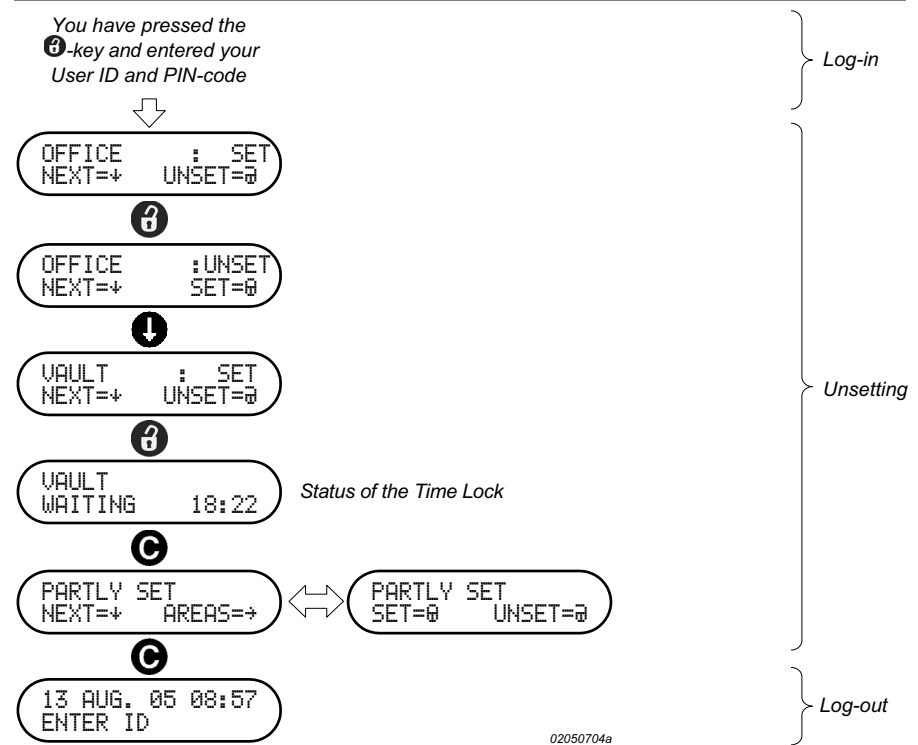 You have pressed the
-key and entered your
User ID and PIN-code
Log-in
OFFICE : SET
NEXT=↓ UNSET=
OFFICE :UNSET
NEXT=↓ SET=
VAULT : SET
NEXT=↓ UNSET=
Unsetting
VAULT
WAITING 18:22
Status of the Time Lock
C
PARTLY SET
NEXT=↓ AREAS=→
PARTLY SET
SET= UNSET=
C
13 AUG. 05 08:57
ENTER ID
Log-out
02050704a